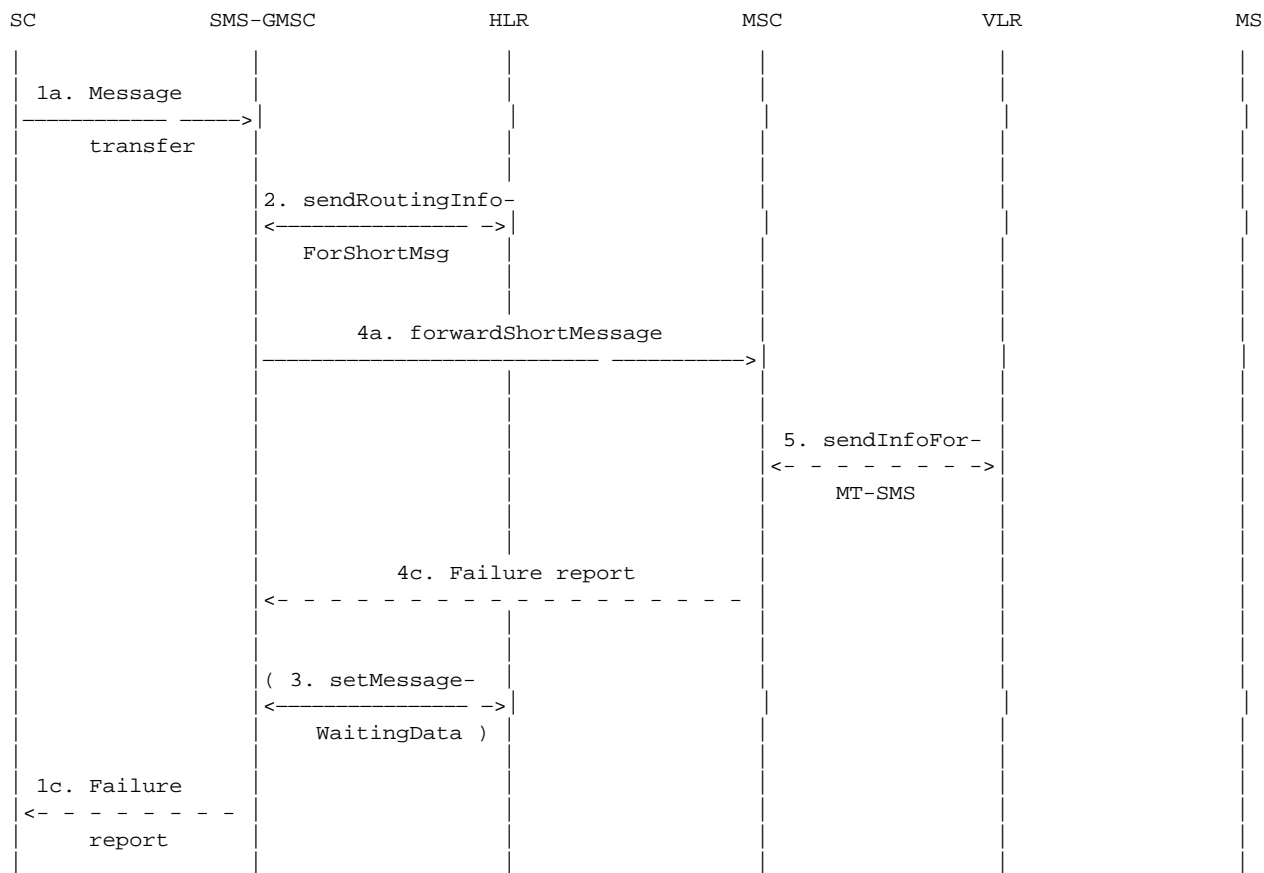 SC SMS-GMSC HLR MSC VLR MS
1a. Message
transfer
2. sendRoutingInfo-
ForShortMsg
4a. forwardShortMessage
5. sendInfoFor-
MT-SMS
4c. Failure report
( 3. setMessage-
WaitingData )
1c. Failure
report